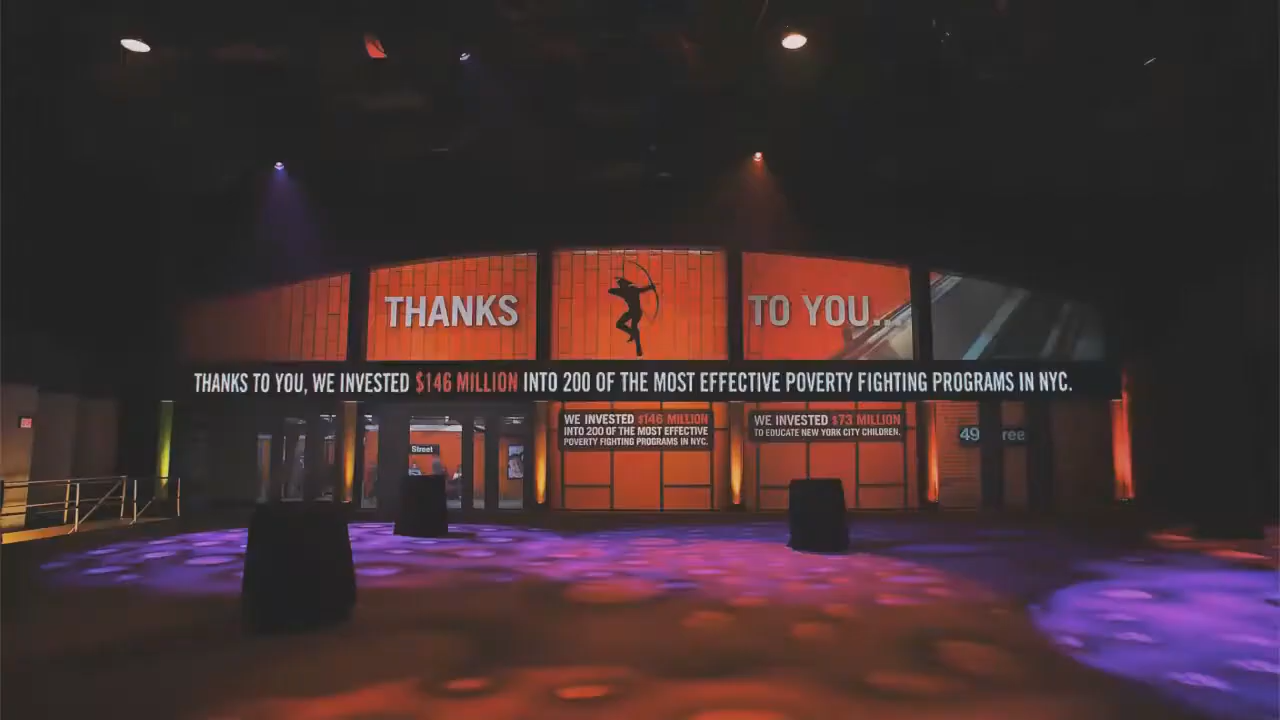 THANKS
TO YOU...
THANKS TO YOU, WE INVESTED $146 MILLION INTO 200 OF THE MOST EFFECTIVE POVERTY FIGHTING PROGRAMS IN NYC.
WE INVESTED $146 MILLION
INTO 200 OF THE MOST EFFECTIVE
POVERTY FIGHTING PROGRAMS IN NYC.
WE INVESTED $73 MILLION
TO EDUCATE NEW YORK CITY CHILDREN.
Street
49 reet